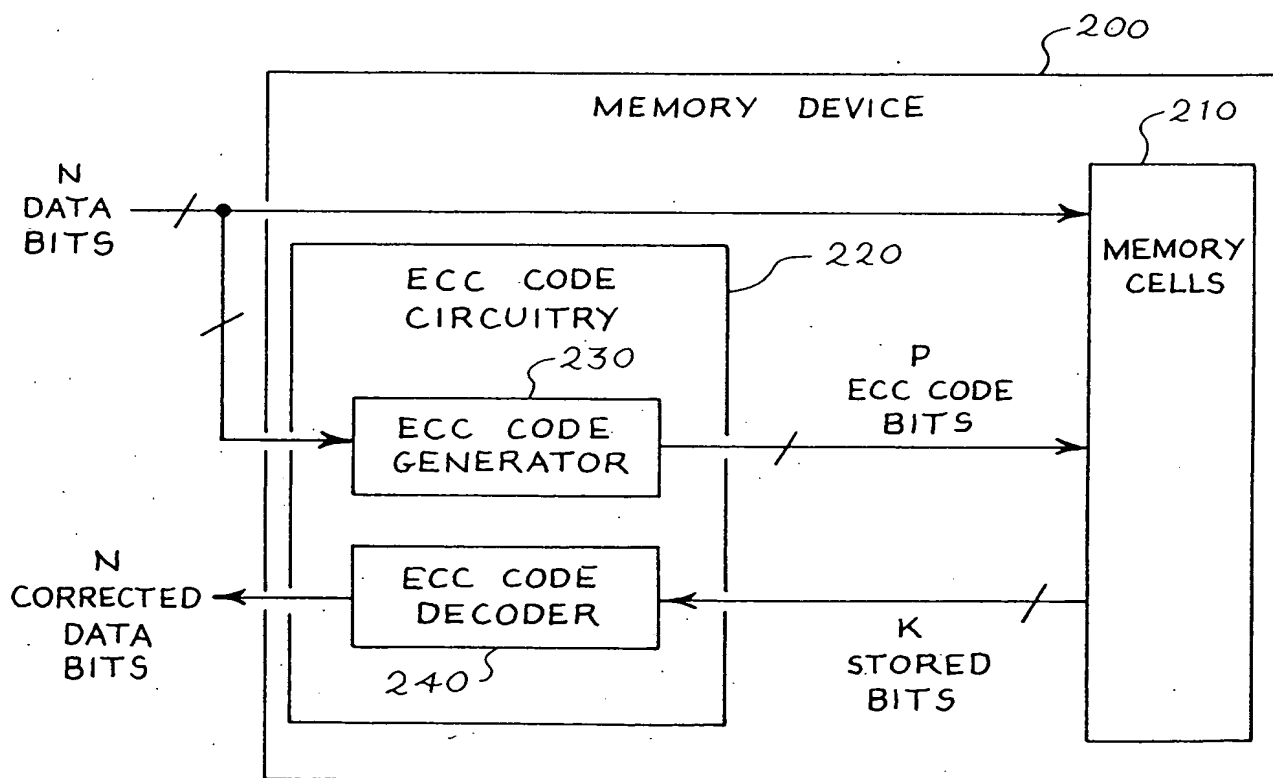 200
MEMORY DEVICE
210
N
DATA
BITS
MEMORY
CELLS
220
ECC CODE
CIRCUITRY
230
P
ECC CODE
BITS
ECC CODE
GENERATOR
N
CORRECTED
DATA
BITS
ECC CODE
DECODER
240
K
STORED
BITS